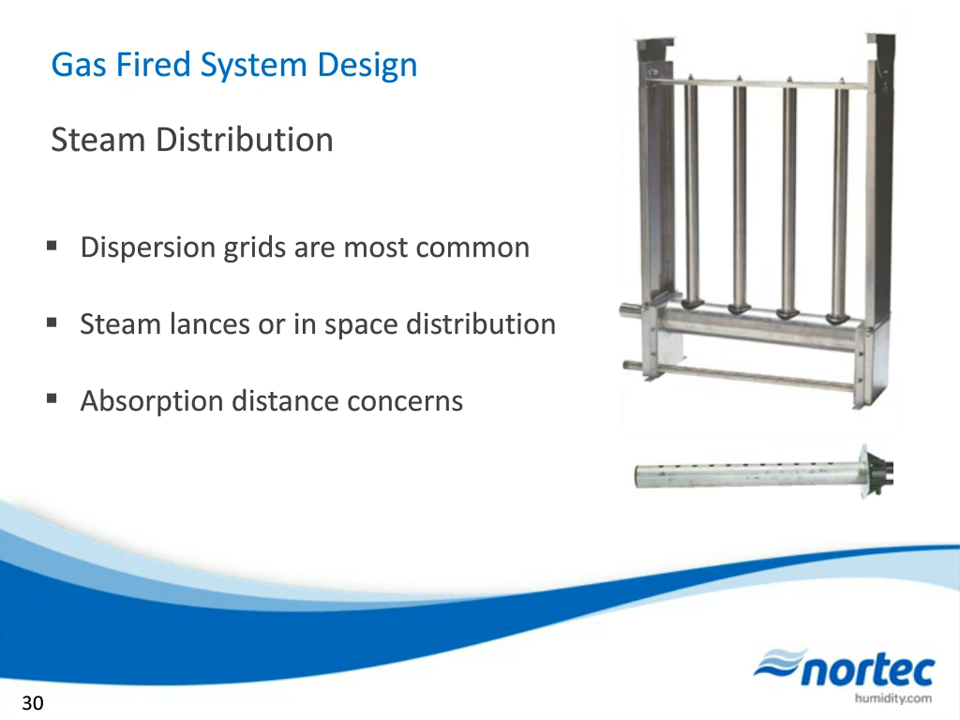 Gas Fired System Design
Steam Distribution
▪ Dispersion grids are most common
▪ Steam lances or in space distribution
▪ Absorption distance concerns
nortec
humidity.com
30